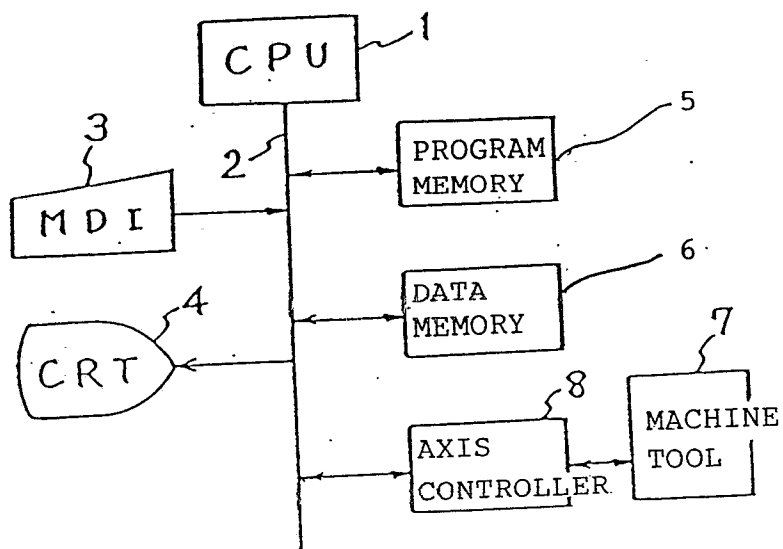 CPU
1
2
3
MDI
PROGRAM
MEMORY
5
4
CRT
DATA
MEMORY
6
AXIS
CONTROLLER
8
MACHINE
TOOL
7